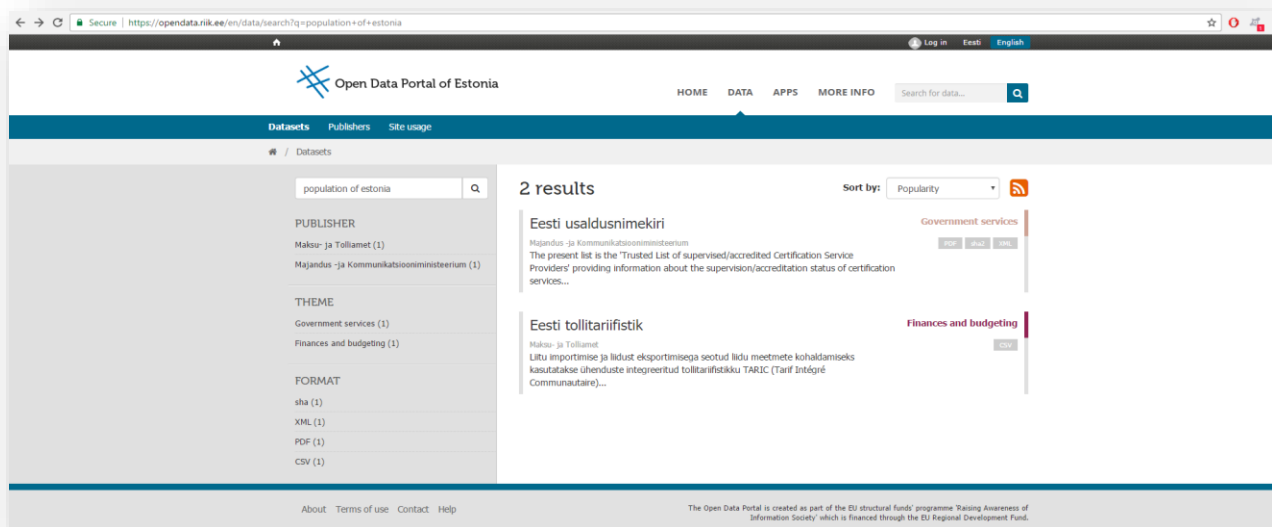 Secure | https://opendata.riik.ee/en/data/search?q=population+of+estonia
Log in Eesti English
Open Data Portal of Estonia
HOME DATA APPS MORE INFO Search for data...
Datasets Publishers Site usage
/ Datasets
population of estonia
PUBLISHER
Maksu- ja Tolliamet (1)
Majandus -ja Kommunikatsiooniministeerium (1)
THEME
Government services (1)
Finances and budgeting (1)
FORMAT
sha (1)
XML (1)
PDF (1)
CSV (1)
2 results Sort by: Popularity
Eesti usaldusnimekiri Government services
Majandus -ja Kommunikatsiooniministeerium PDF sha2 XML
The present list is the 'Trusted List of supervised/accredited Certification Service
Providers' providing information about the supervision/accreditation status of certification
services...
Eesti tollitariifistik Finances and budgeting
Maksu- ja Tolliamet CSV
Liitu importimise ja liidust eksportimisega seotud liidu meetmete kohaldamiseks
kasutatakse ühenduste integreeritud tollitariifistikku TARIC (Tarif Intégré
Communautaire)...
About Terms of use Contact Help
The Open Data Portal is created as part of the EU structural funds' programme 'Raising Awareness of
Information Society' which is financed through the EU Regional Development Fund.